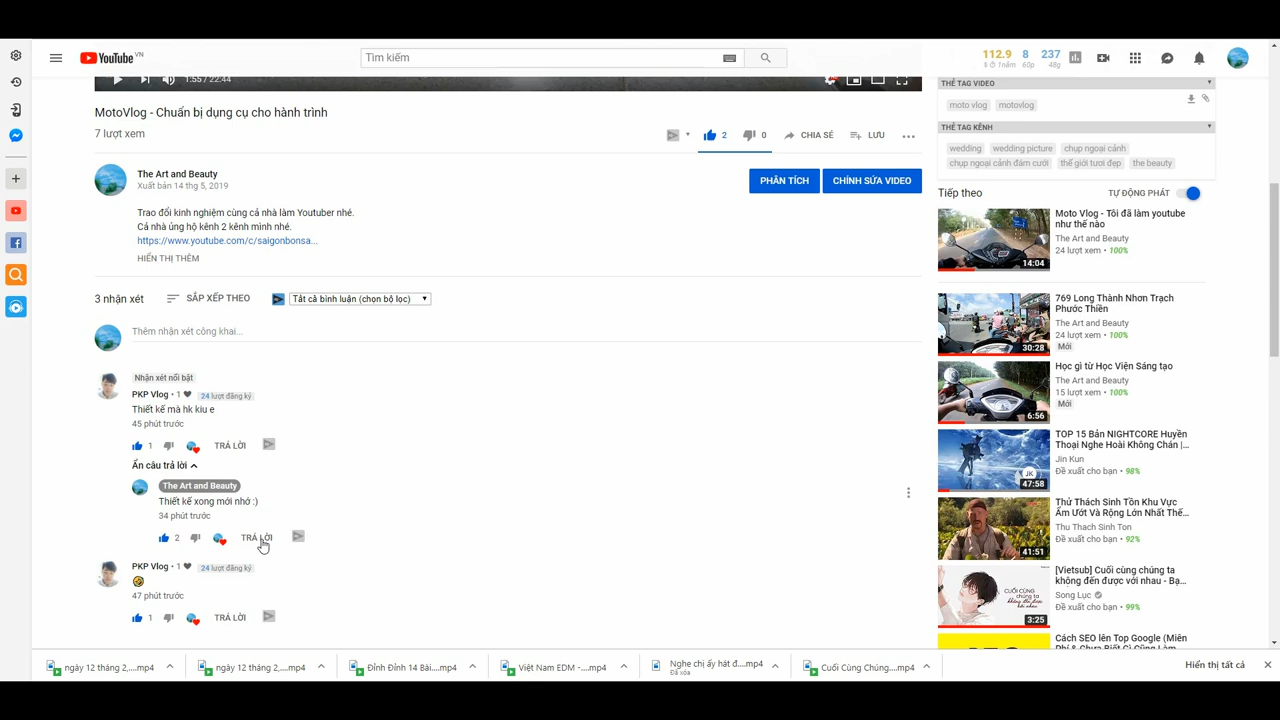 YouTube VN
Tìm kiếm
112.9 8 237
$ ⏱ 1năm 60p 48g
1:55 / 22:44
MotoVlog - Chuẩn bị dụng cụ cho hành trình
7 lượt xem
2 0 CHIA SẺ LƯU
The Art and Beauty
Xuất bản 14 thg 5, 2019
PHÂN TÍCH CHỈNH SỬA VIDEO
Trao đổi kinh nghiệm cùng cả nhà làm Youtuber nhé.
Cả nhà ủng hộ kênh 2 kênh mình nhé.
https://www.youtube.com/c/saigonbonsa...
HIỂN THỊ THÊM
3 nhận xét SẮP XẾP THEO Tất cả bình luận (chọn bộ lọc)
Thêm nhận xét công khai...
Nhận xét nổi bật
PKP Vlog • 1 24 lượt đăng ký
Thiết kế mà hk kiu e
45 phút trước
1 TRẢ LỜI
Ẩn câu trả lời
The Art and Beauty
Thiết kế xong mới nhớ :)
34 phút trước
2 TRẢ LỜI
PKP Vlog • 1 24 lượt đăng ký
🤣
47 phút trước
1 TRẢ LỜI
THẺ TAG VIDEO
moto vlog motovlog
THẺ TAG KÊNH
wedding wedding picture chụp ngoại cảnh
chụp ngoại cảnh đám cưới thế giới tươi đẹp the beauty
Tiếp theo TỰ ĐỘNG PHÁT
Moto Vlog - Tôi đã làm youtube
như thế nào
The Art and Beauty
24 lượt xem • 100%
14:04
769 Long Thành Nhơn Trạch
Phước Thiền
The Art and Beauty
24 lượt xem • 100%
Mới
30:28
Học gì từ Học Viện Sáng tạo
The Art and Beauty
15 lượt xem • 100%
Mới
6:56
TOP 15 Bản NIGHTCORE Huyền
Thoại Nghe Hoài Không Chán |...
Jin Kun
Đề xuất cho bạn • 98%
JK
47:58
Thử Thách Sinh Tồn Khu Vực
Ẩm Ướt Và Rộng Lớn Nhất Thế...
Thu Thach Sinh Ton
Đề xuất cho bạn • 92%
41:51
[Vietsub] Cuối cùng chúng ta
không đến được với nhau - Bạ...
Song Lục
Đề xuất cho bạn • 99%
3:25
Cách SEO lên Top Google (Miễn
ngày 12 tháng 2,....mp4 ngày 12 tháng 2,....mp4 Đỉnh Đỉnh 14 Bài....mp4 Việt Nam EDM -....mp4 Nghe chị ấy hát đ....mp4 Cuối Cùng Chúng....mp4 Hiển thị tất cả
Đã xóa